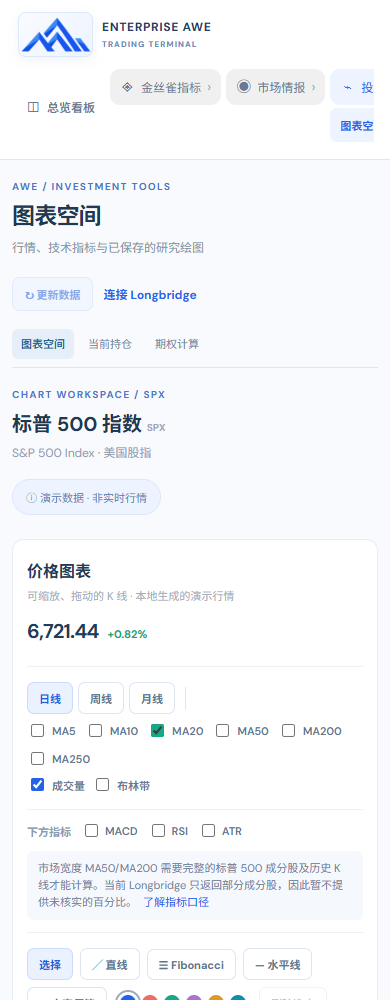 ENTERPRISE AWE
TRADING TERMINAL
总览看板
金丝雀指标 ›
市场情报 ›
投
图表空
AWE / INVESTMENT TOOLS
图表空间
行情、技术指标与已保存的研究绘图
↻ 更新数据 连接 Longbridge
图表空间 当前持仓 期权计算
CHART WORKSPACE / SPX
标普 500 指数 SPX
S&P 500 Index · 美国股指
ⓘ 演示数据 · 非实时行情
价格图表
可缩放、拖动的 K 线 · 本地生成的演示行情
6,721.44 +0.82%
日线 周线 月线
MA5 MA10 MA20 MA50 MA200
MA250
成交量 布林带
下方指标 MACD RSI ATR
市场宽度 MA50/MA200 需要完整的标普 500 成分股及历史 K
线才能计算。当前 Longbridge 只返回部分成分股，因此暂不提
供未核实的百分比。 了解指标口径
选择 ╱ 直线 ☰ Fibonacci — 水平线